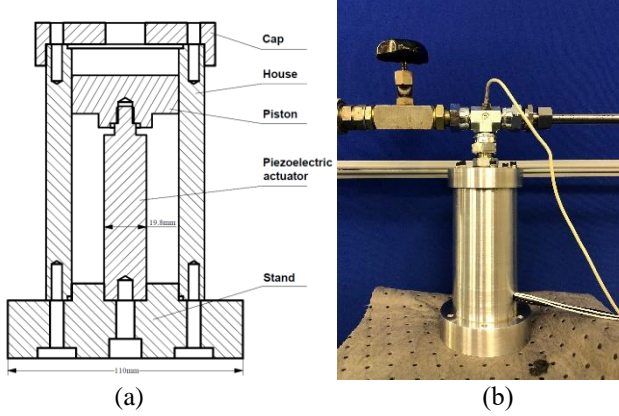 Cap
House
Piston
Piezoelectric
actuator
19.8mm
Stand
110mm
(a)
(b)